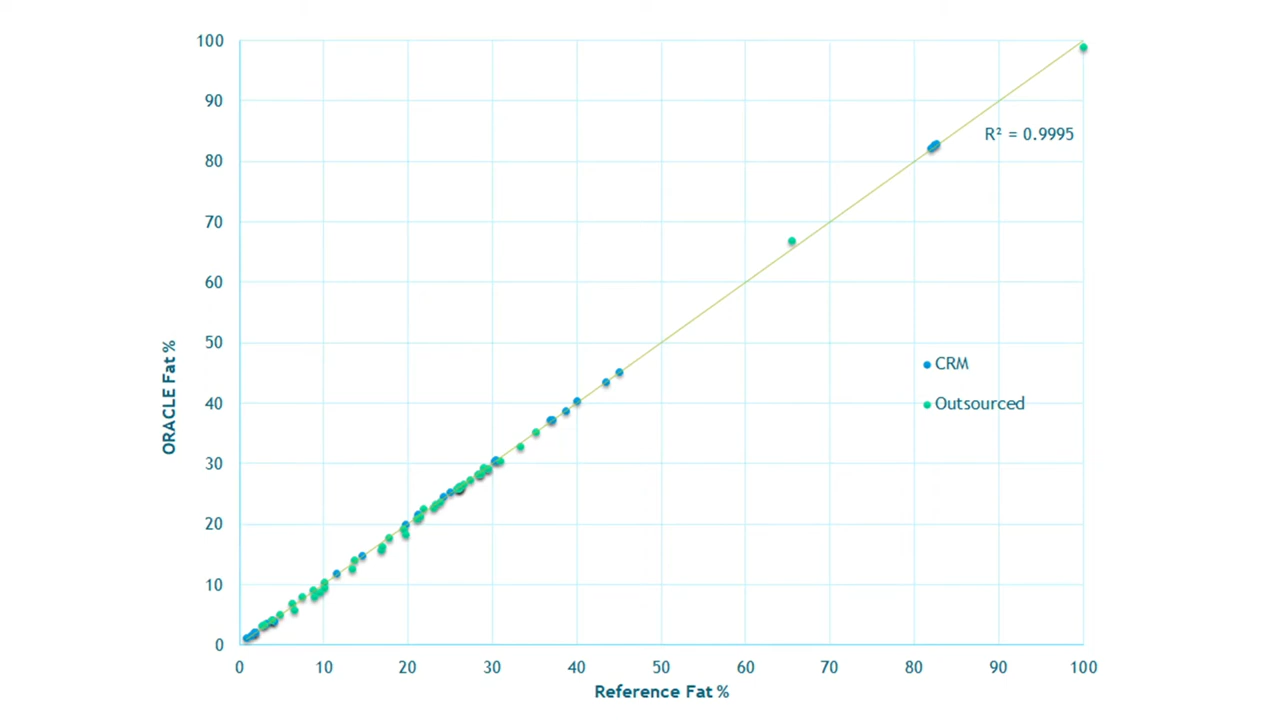 100
90
R² = 0.9995
80
70
60
50
CRM
40
Outsourced
30
20
10
0
ORACLE Fat %
0 10 20 30 40 50 60 70 80 90 100
Reference Fat %